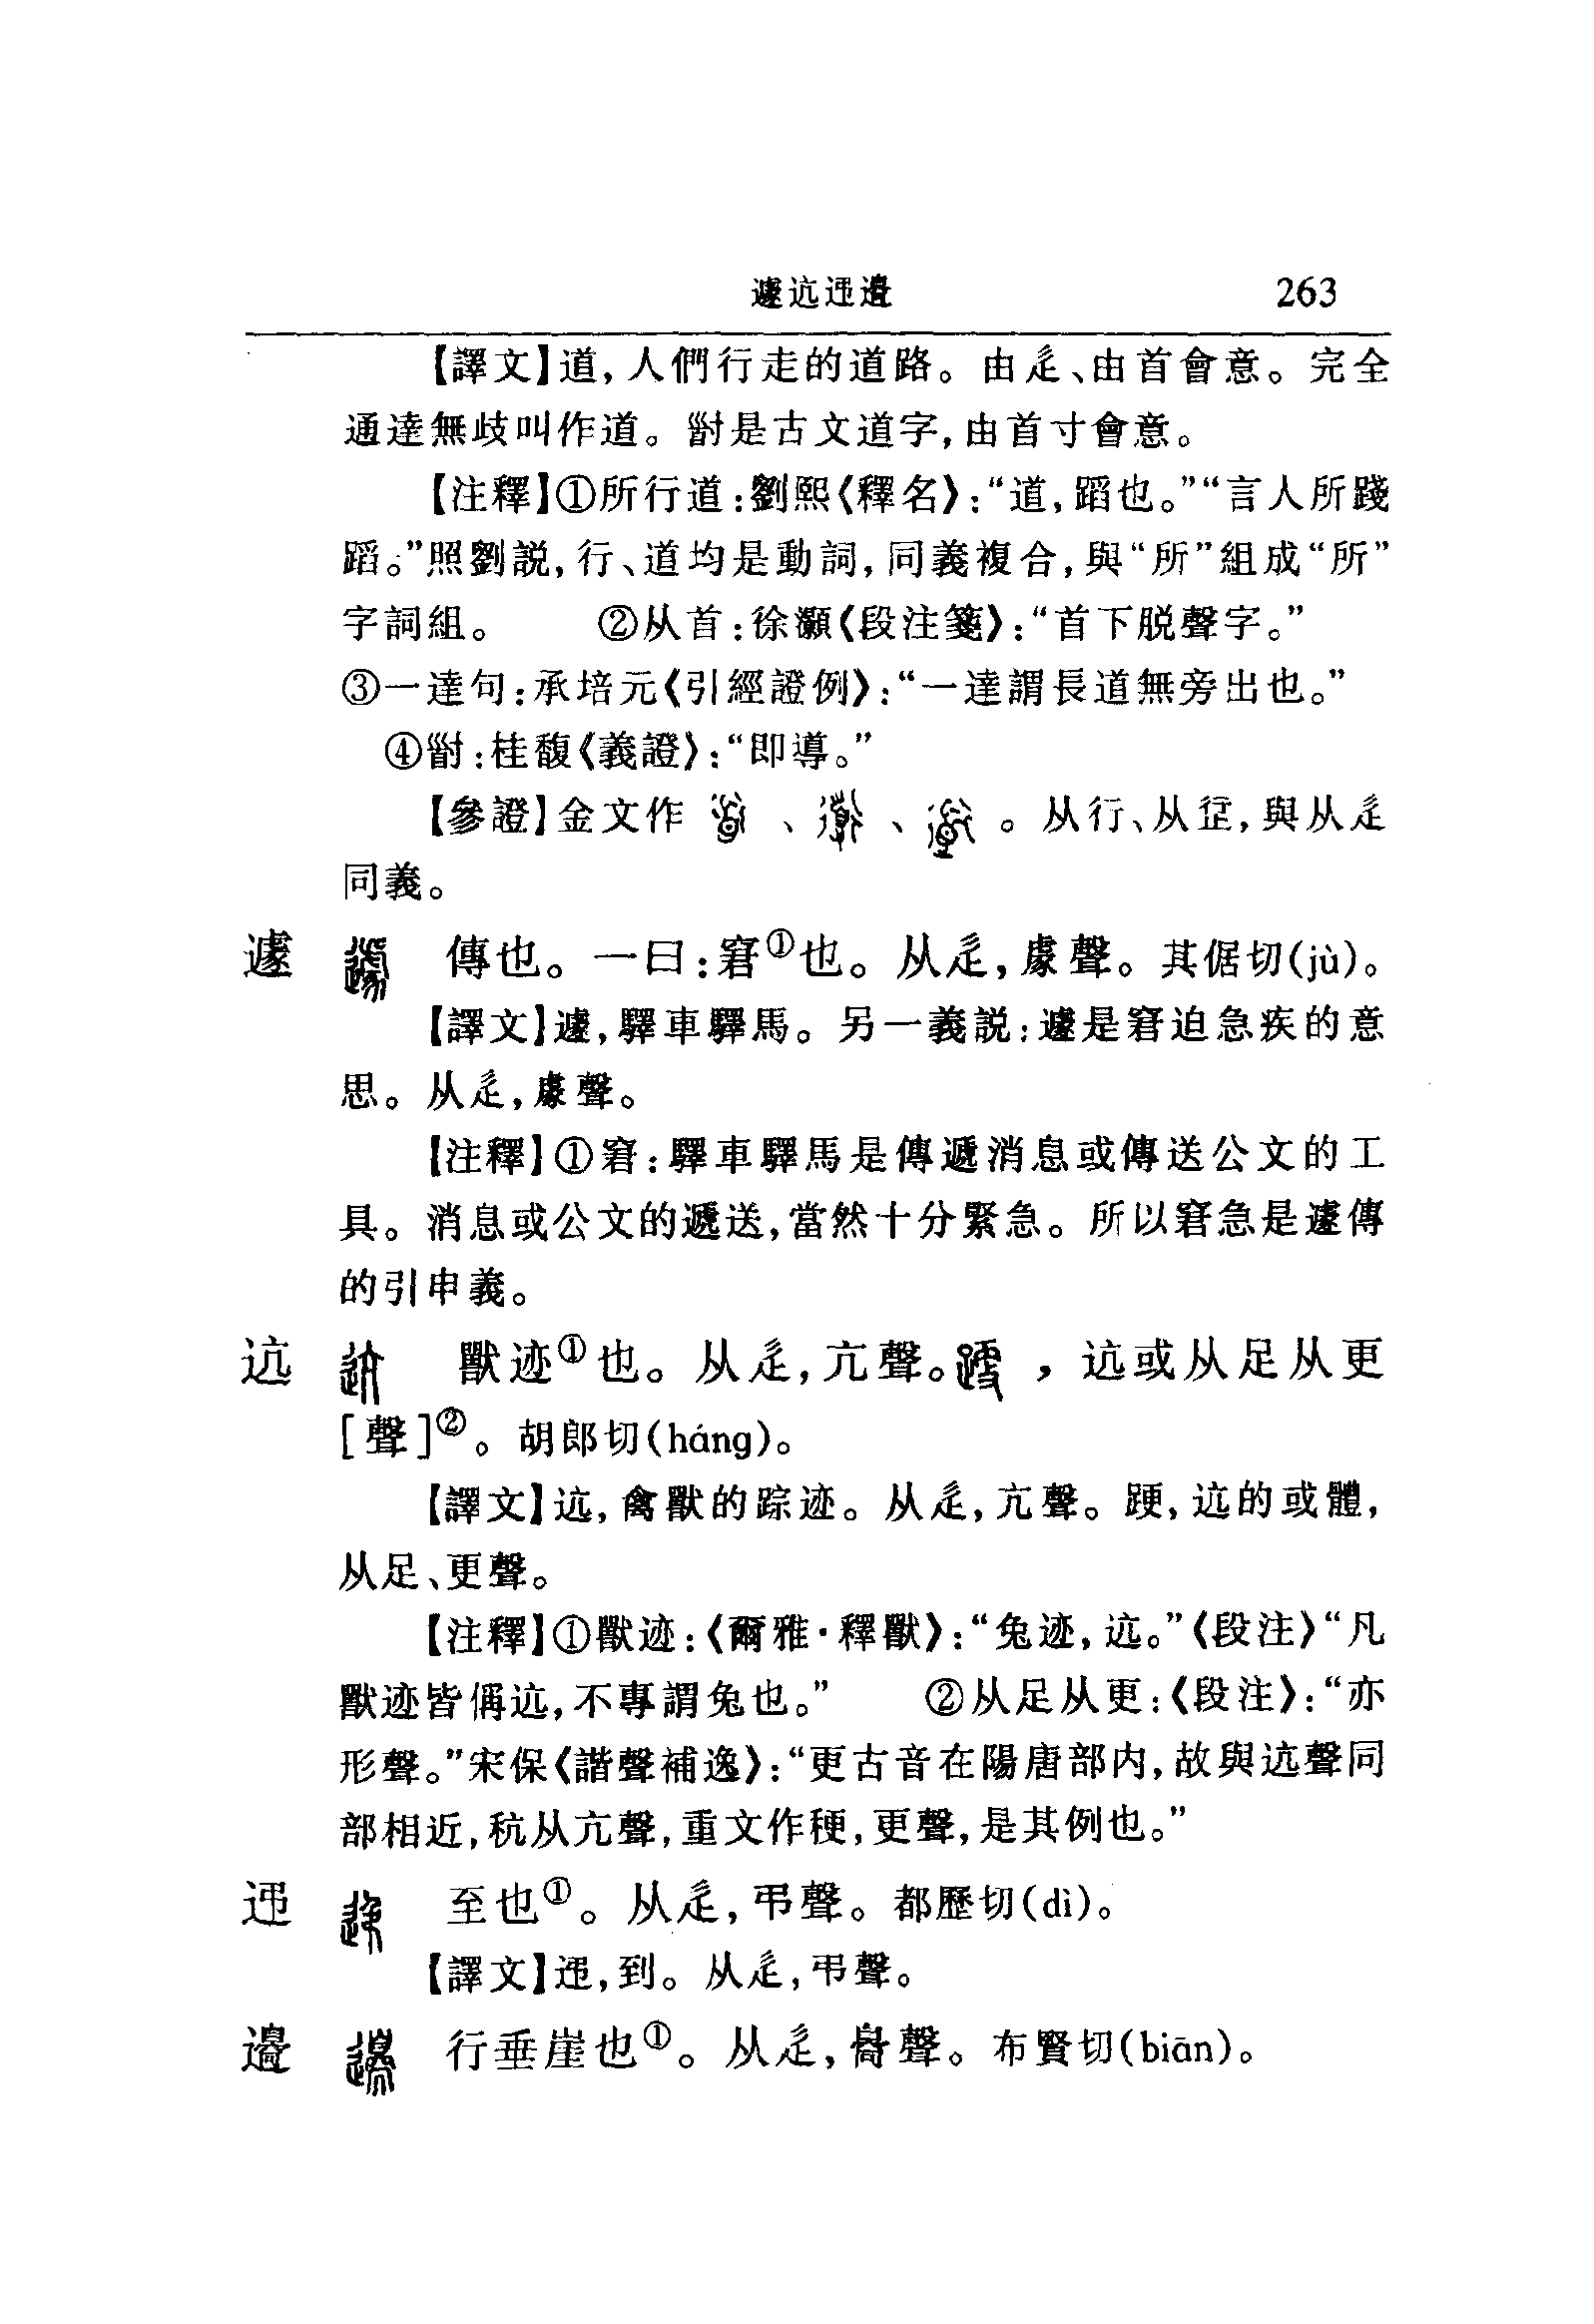 遽迒迅邊 263
【譯文】道,人們行走的道路。由辵、由首會意。完全
通達無歧叫作道。𡬹是古文道字,由首寸會意。
【注釋】①所行道:劉熙《釋名》:“道,蹈也。”“言人所踐
蹈。”照劉説,行、道均是動詞,同義複合,與“所”組成“所”
字詞組。 ②从首:徐灝《段注箋》:“首下脱聲字。”
③一達句:承培元《引經證例》:“一達謂長道無旁出也。”
④𡬹:桂馥《義證》:“即導。”
【參證】金文作 、 、 。从行、从㢟,與从辵
同義。
遽 傳也。一曰:窘①也。从辵,豦聲。其倨切(jù)。
【譯文】遽,驛車驛馬。另一義説:遽是窘迫急疾的意
思。从辵,豦聲。
【注釋】①窘:驛車驛馬是傳遞消息或傳送公文的工
具。消息或公文的遞送,當然十分緊急。所以窘急是遽傳
的引申義。
迒 獸迹①也。从辵,亢聲。 ,迒或从足从更
[聲]②。胡郎切(háng)。
【譯文】迒,禽獸的踪迹。从辵,亢聲。䟰,迒的或體,
从足、更聲。
【注釋】①獸迹:《爾雅·釋獸》:“兔迹,迒。”《段注》“凡
獸迹皆偁迒,不專謂兔也。” ②从足从更:《段注》:“亦
形聲。”宋保《諧聲補逸》:“更古音在陽唐部内,故與迒聲同
部相近,秔从亢聲,重文作稉,更聲,是其例也。”
𨒛 至也①。从辵,弔聲。都歷切(dì)。
【譯文】𨒛,到。从辵,弔聲。
邊 行垂崖也①。从辵,臱聲。布賢切(biān)。